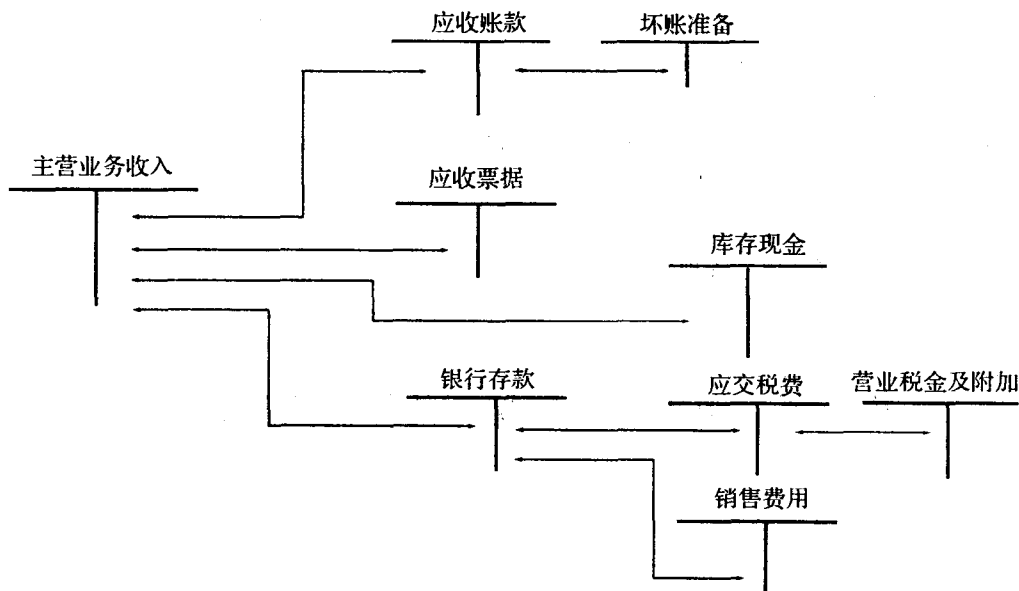 应收账款
坏账准备
主营业务收入
应收票据
库存现金
银行存款
应交税费
营业税金及附加
销售费用